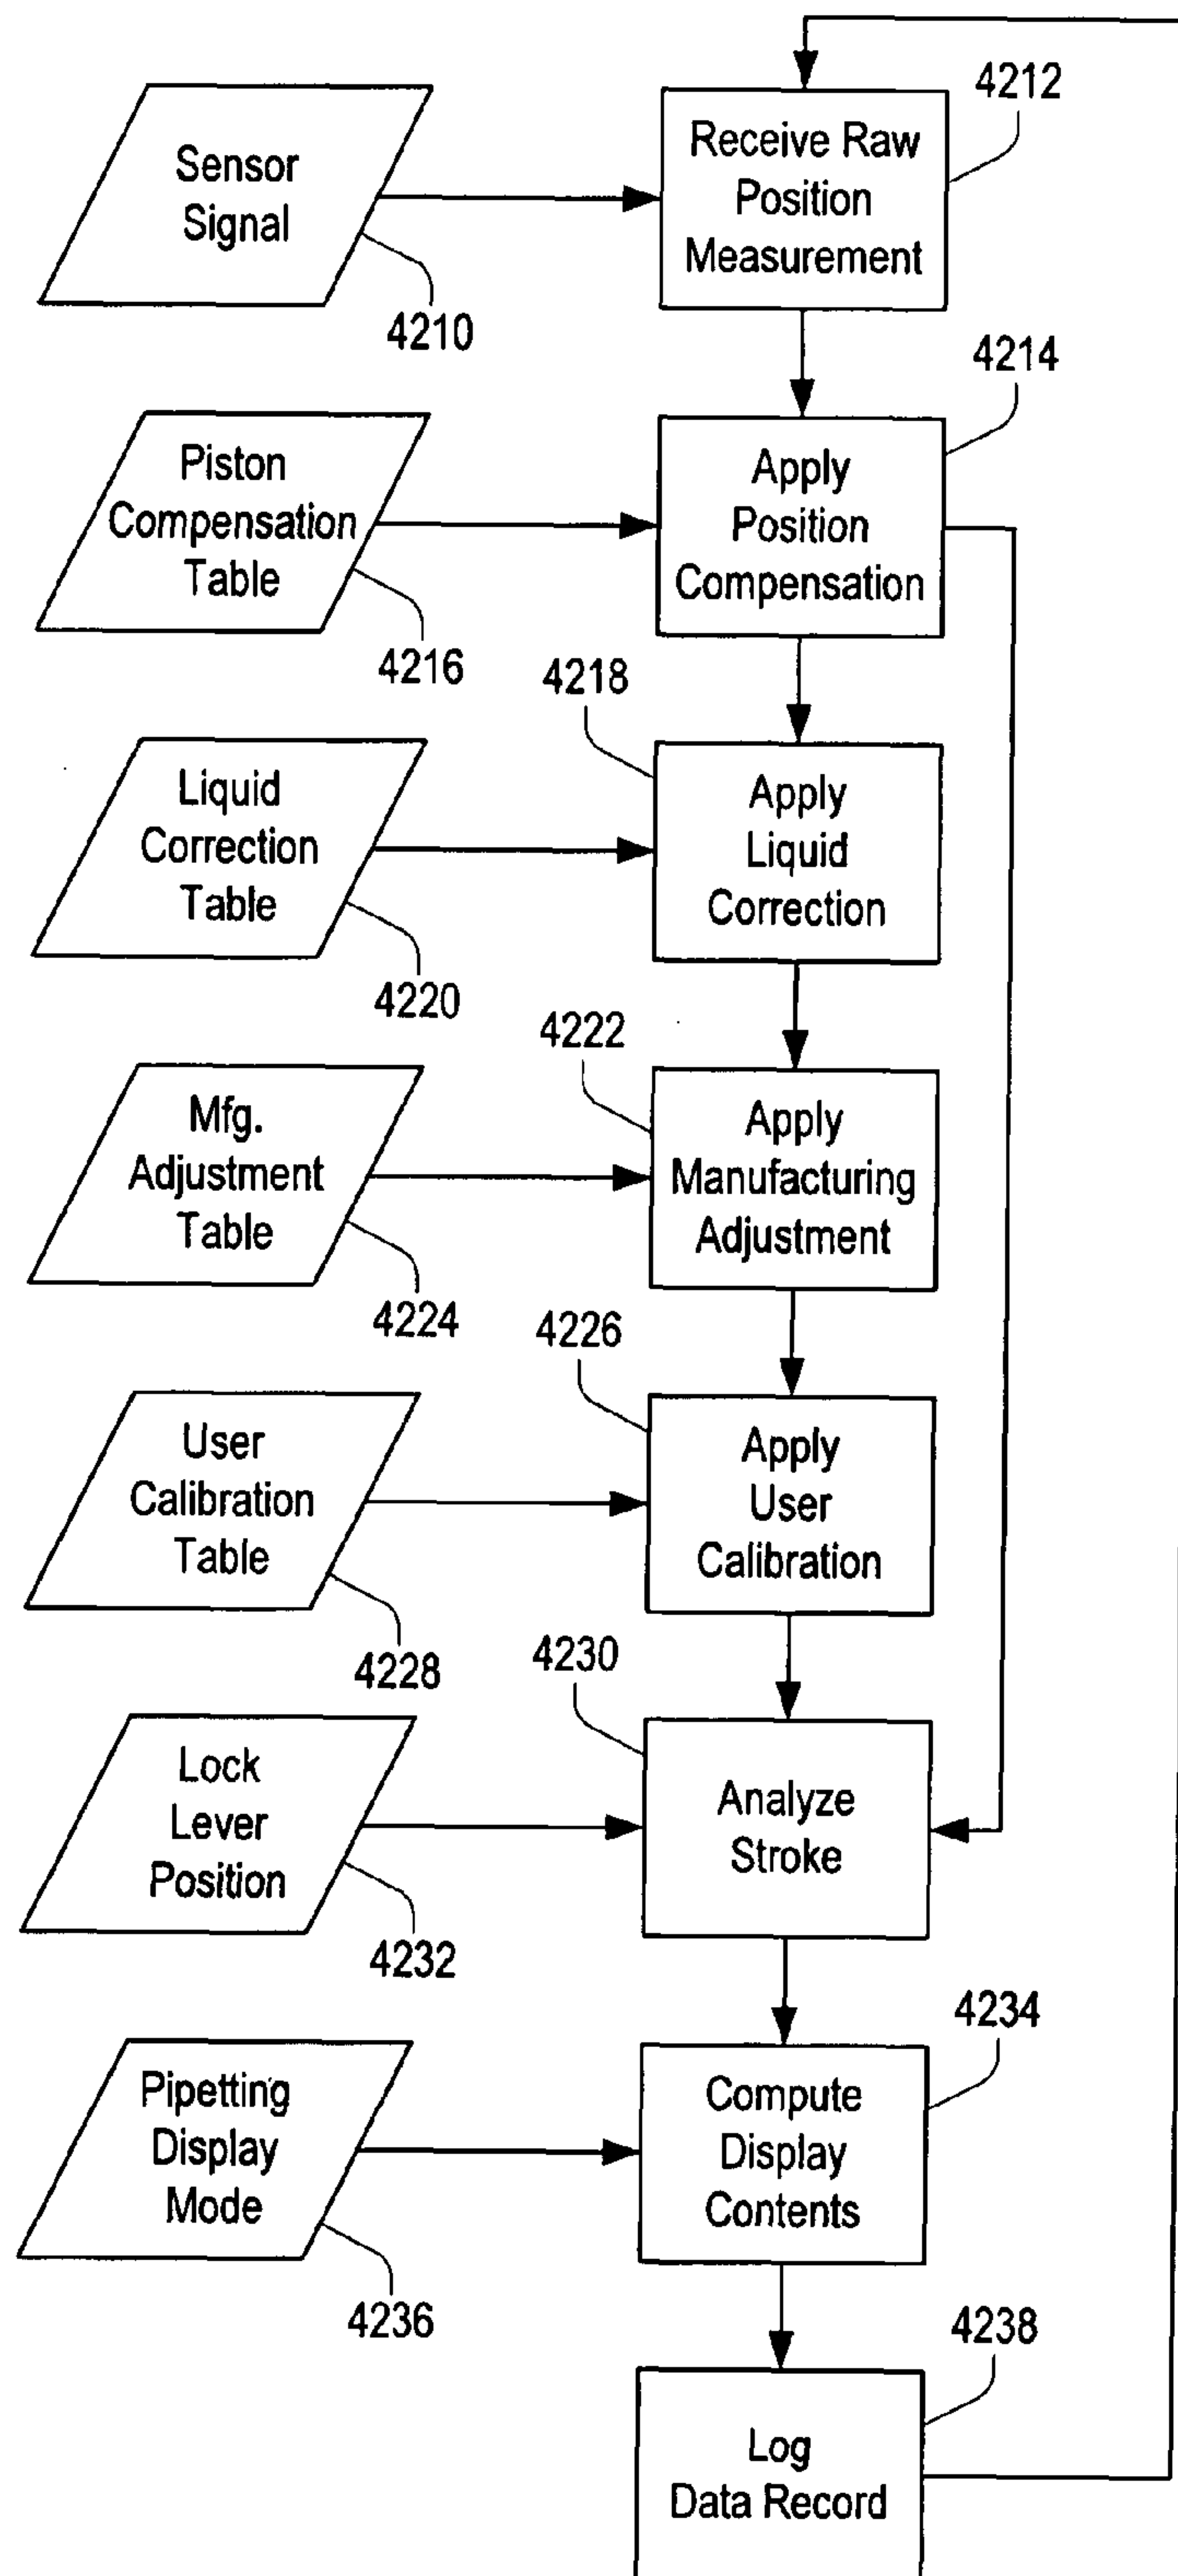 4212
Sensor
Signal
Receive Raw
Position
Measurement
4210
4214
Piston
Compensation
Table
Apply
Position
Compensation
4216
4218
Liquid
Correction
Table
Apply
Liquid
Correction
4220
4222
Mfg.
Adjustment
Table
Apply
Manufacturing
Adjustment
4224
4226
User
Calibration
Table
Apply
User
Calibration
4228
4230
Lock
Lever
Position
Analyze
Stroke
4232
4234
Pipetting
Display
Mode
Compute
Display
Contents
4236
4238
Log
Data Record